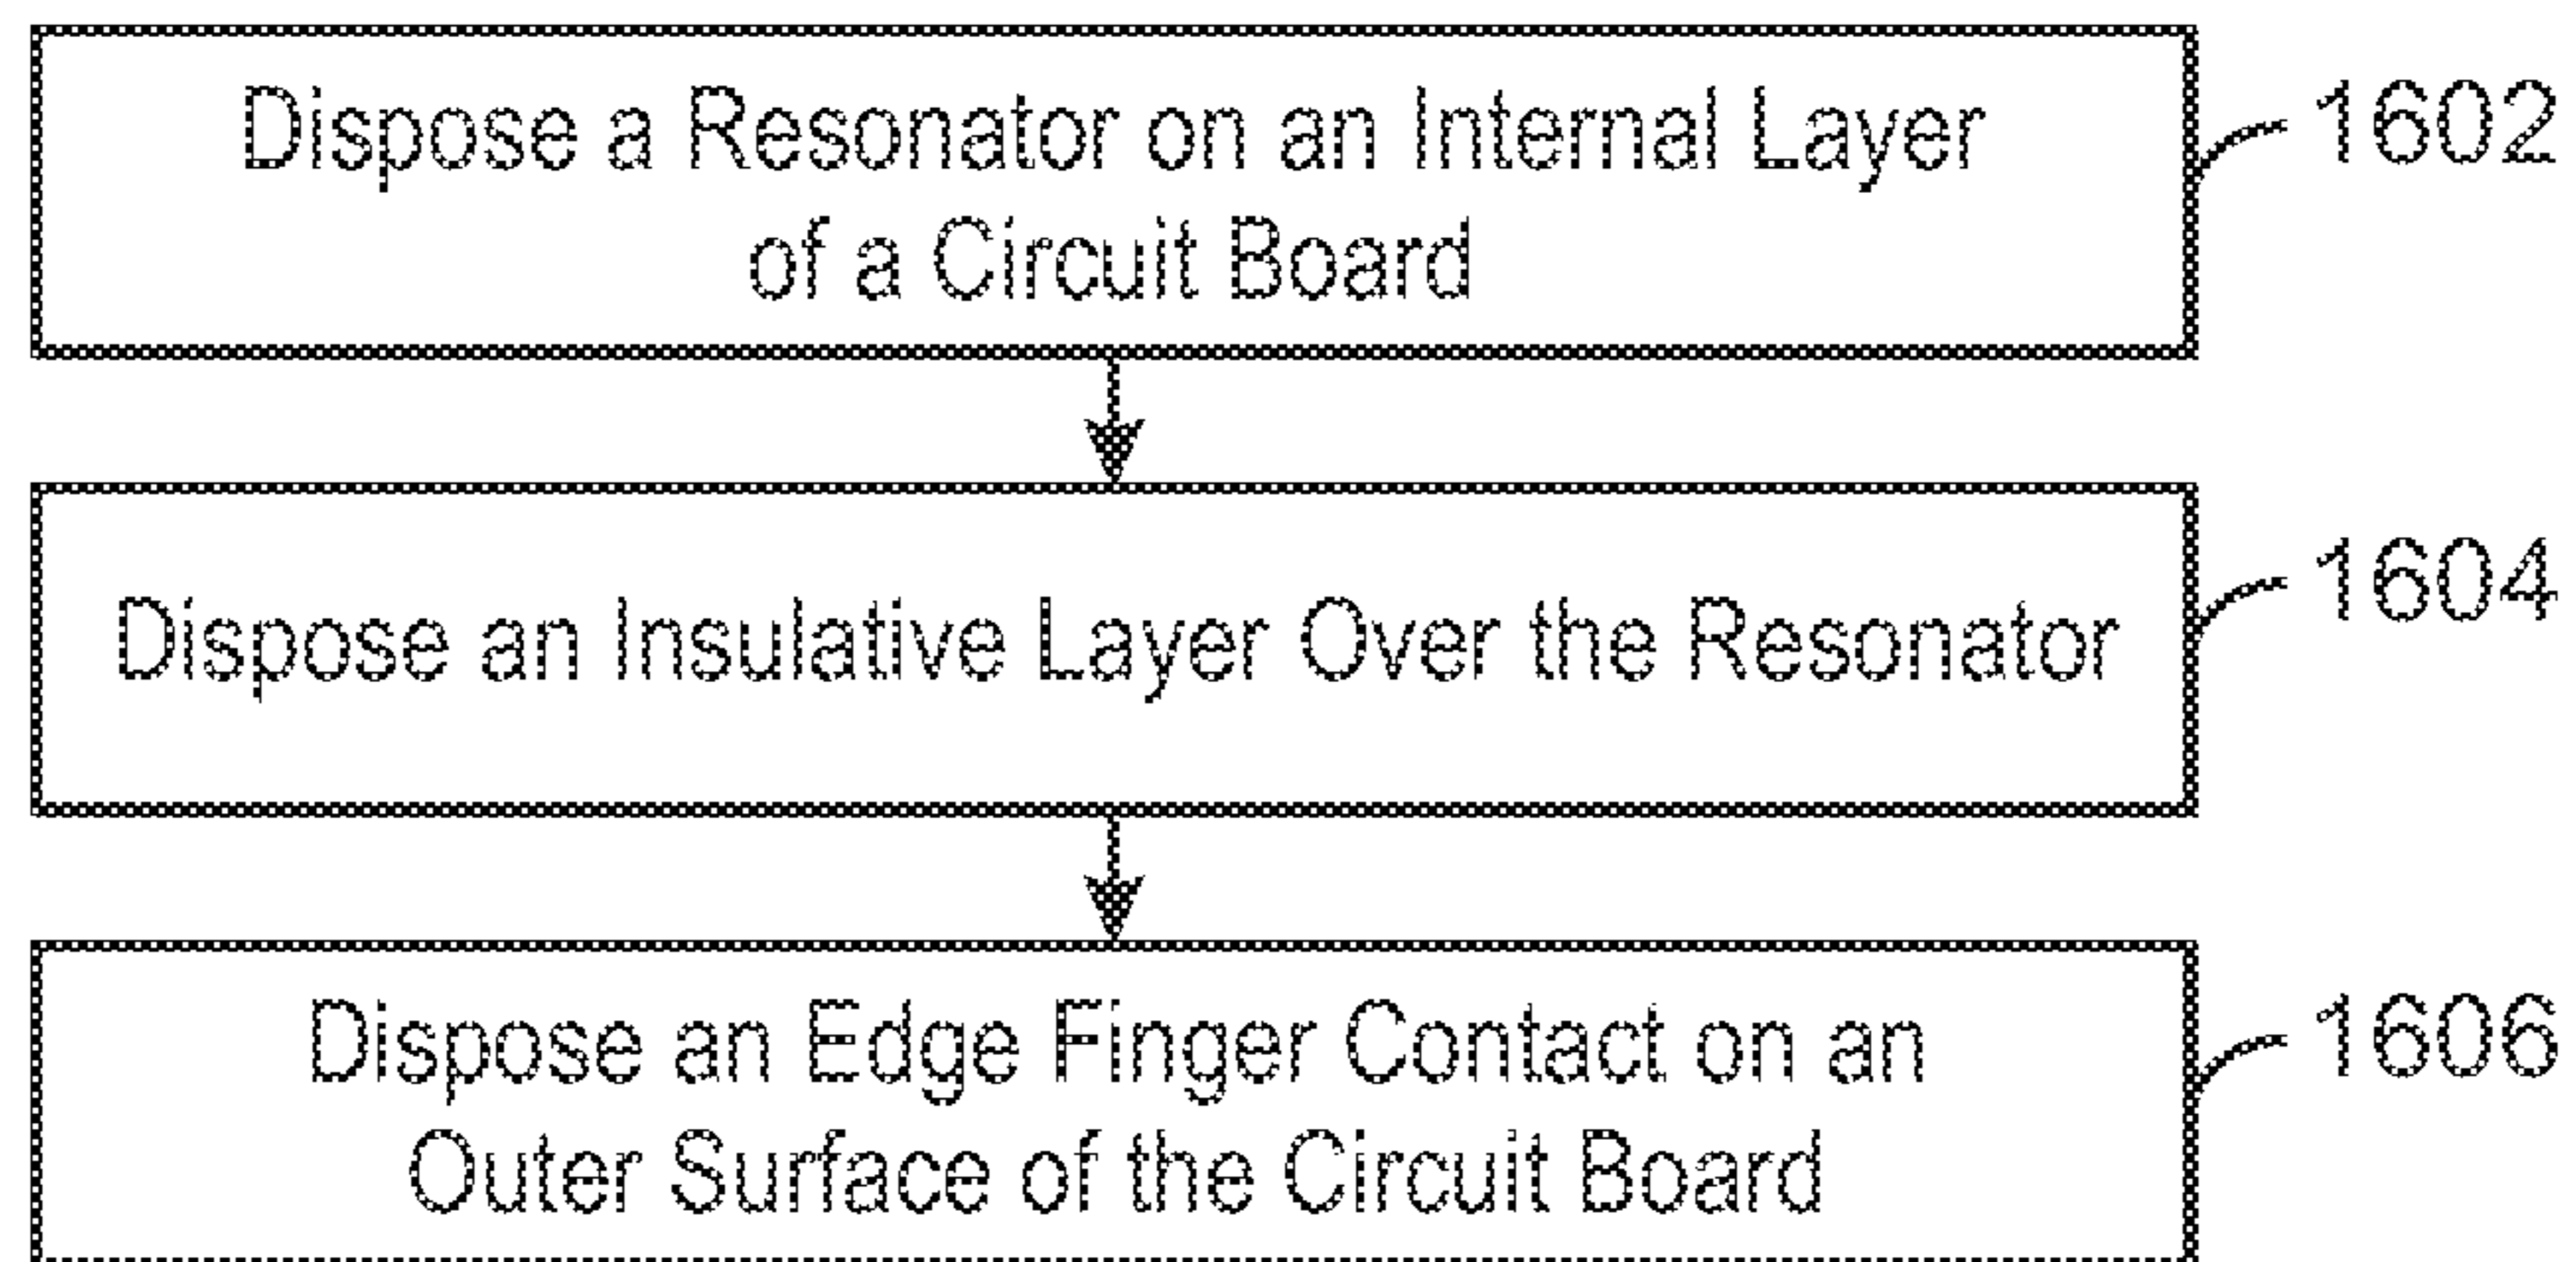 Dispose a Resonator on an Internal Layer
of a Circuit Board
1602
Dispose an Insulative Layer Over the Resonator
1604
Dispose an Edge Finger Contact on an
Outer Surface of the Circuit Board
1606